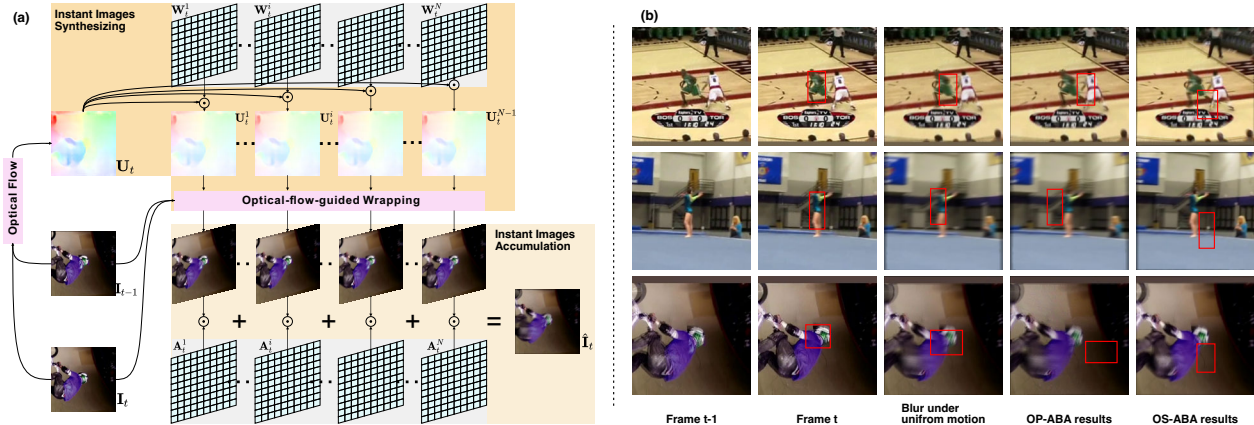 (a)
Instant Images
Synthesizing
W_t^1
W_t^i
W_t^N
U_t
U_t^1
U_t^i
U_t^{N-1}
Optical Flow
Optical-flow-guided Wrapping
I_{t-1}
I_t
Instant Images
Accumulation
+ + + =
Î_t
A_t^1
A_t^i
A_t^N
(b)
BOS TOR
Frame t-1
Frame t
Blur under
unifrom motion
OP-ABA results
OS-ABA results